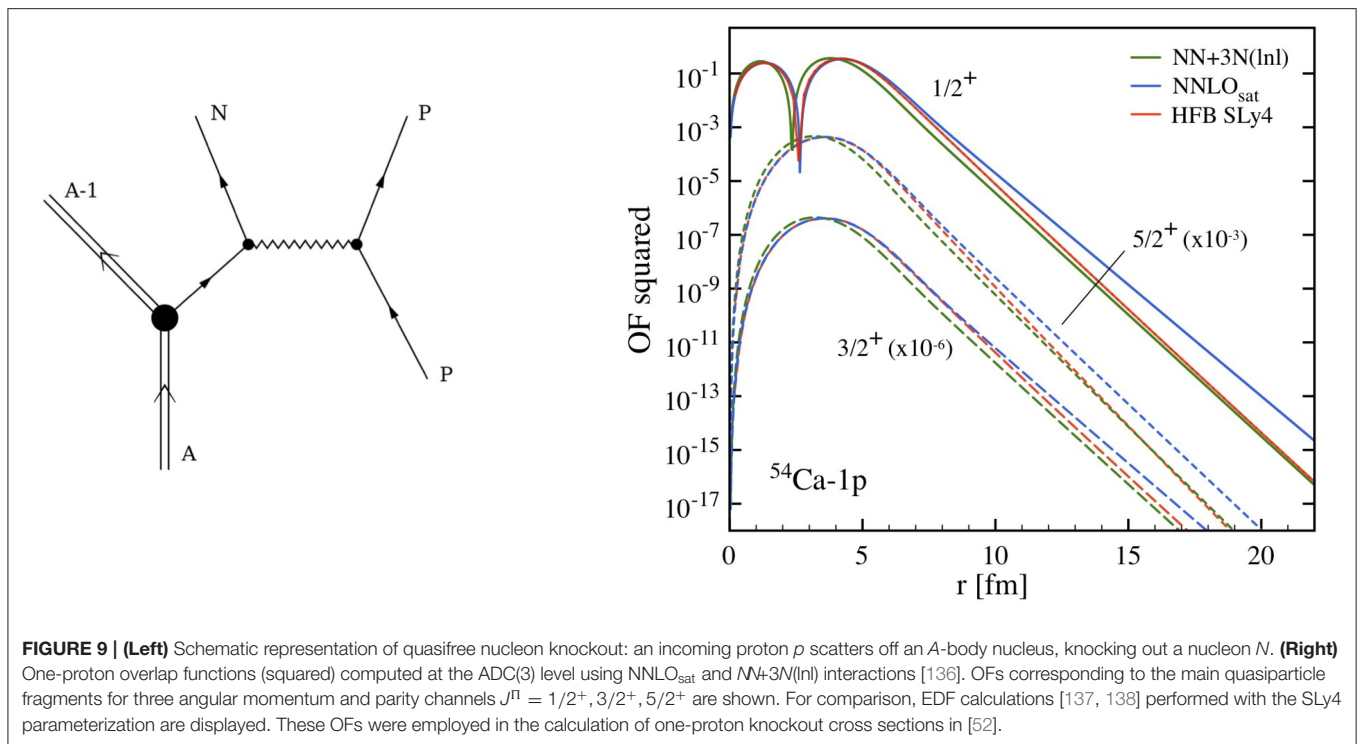 N
P
A-1
P
A
OF squared
10⁻¹
10⁻³
10⁻⁵
10⁻⁷
10⁻⁹
10⁻¹¹
10⁻¹³
10⁻¹⁵
10⁻¹⁷
NN+3N(lnl)
NNLOsat
HFB SLy4
1/2⁺
5/2⁺ (x10⁻³)
3/2⁺ (x10⁻⁶)
⁵⁴Ca-1p
0 5 10 15 20
r [fm]
FIGURE 9 | (Left) Schematic representation of quasifree nucleon knockout: an incoming proton p scatters off an A-body nucleus, knocking out a nucleon N. (Right)
One-proton overlap functions (squared) computed at the ADC(3) level using NNLOsat and NN+3N(lnl) interactions [136]. OFs corresponding to the main quasiparticle
fragments for three angular momentum and parity channels J^Π = 1/2⁺, 3/2⁺, 5/2⁺ are shown. For comparison, EDF calculations [137, 138] performed with the SLy4
parameterization are displayed. These OFs were employed in the calculation of one-proton knockout cross sections in [52].